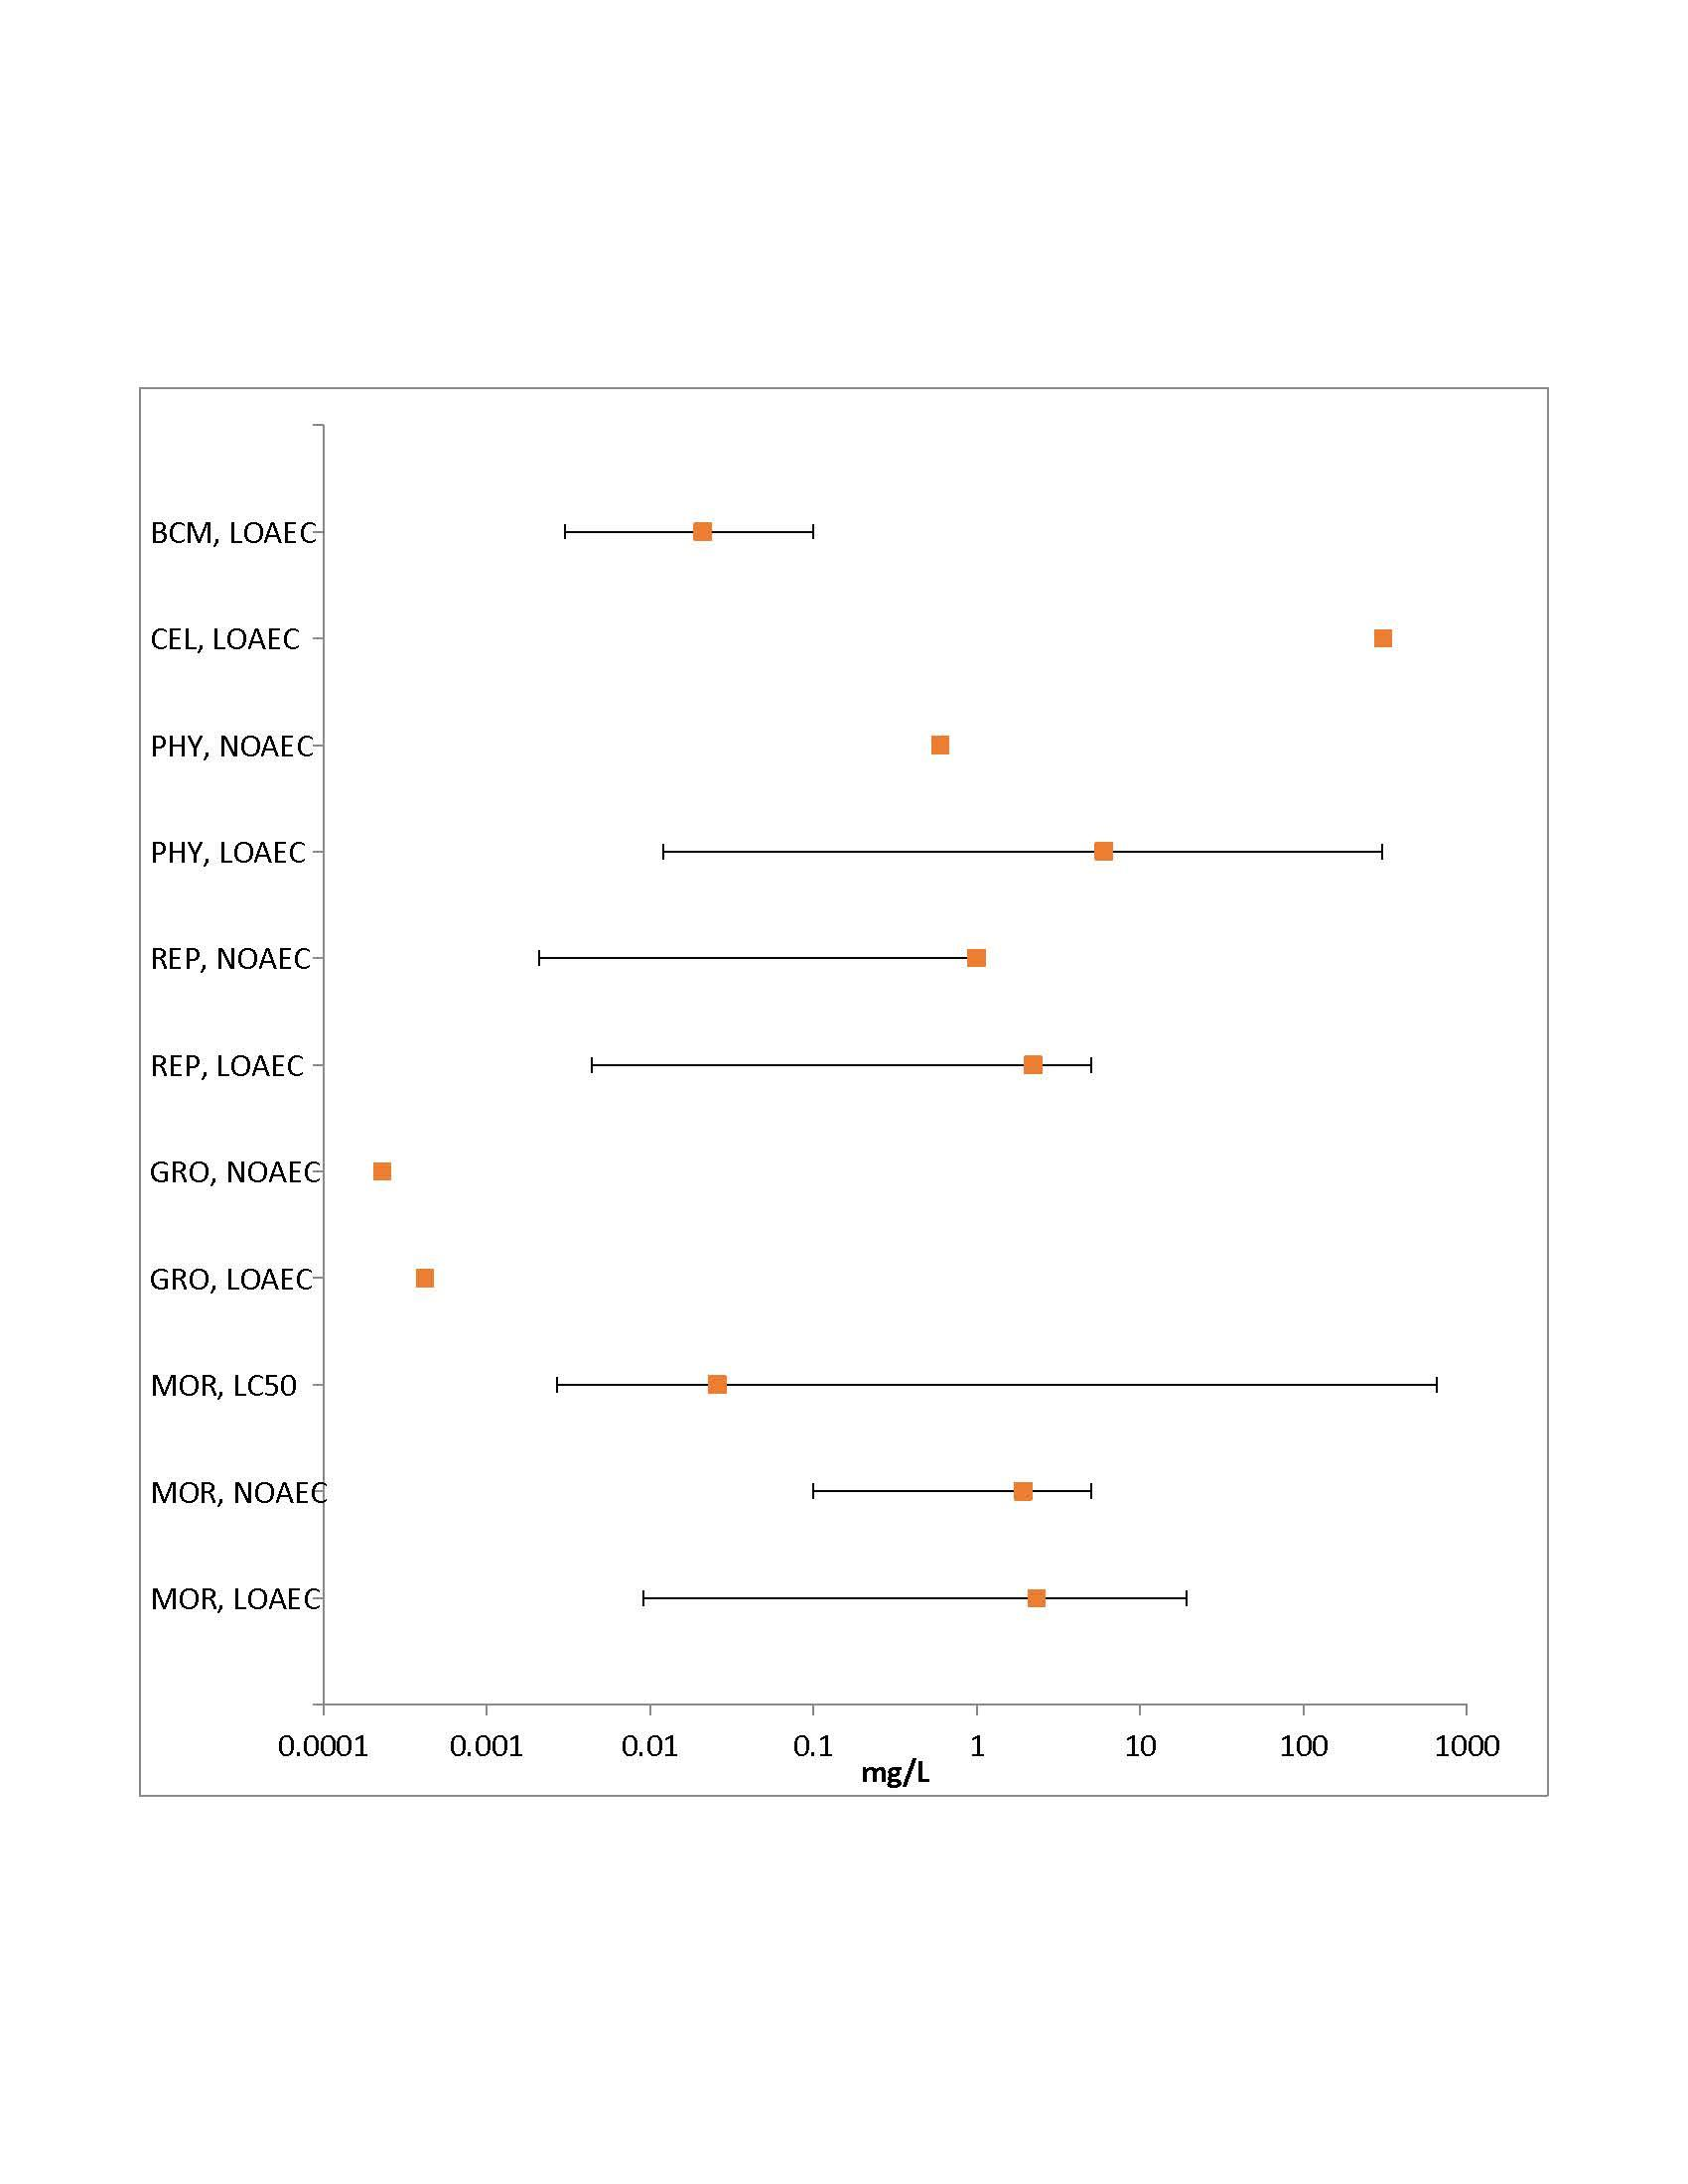 BCM, LOAEC
CEL, LOAEC
PHY, NOAEC
PHY, LOAEC
REP, NOAEC
REP, LOAEC
GRO, NOAEC
GRO, LOAEC
MOR, LC50
MOR, NOAEC
MOR, LOAEC
0.0001 0.001 0.01 0.1 1 10 100 1000
mg/L